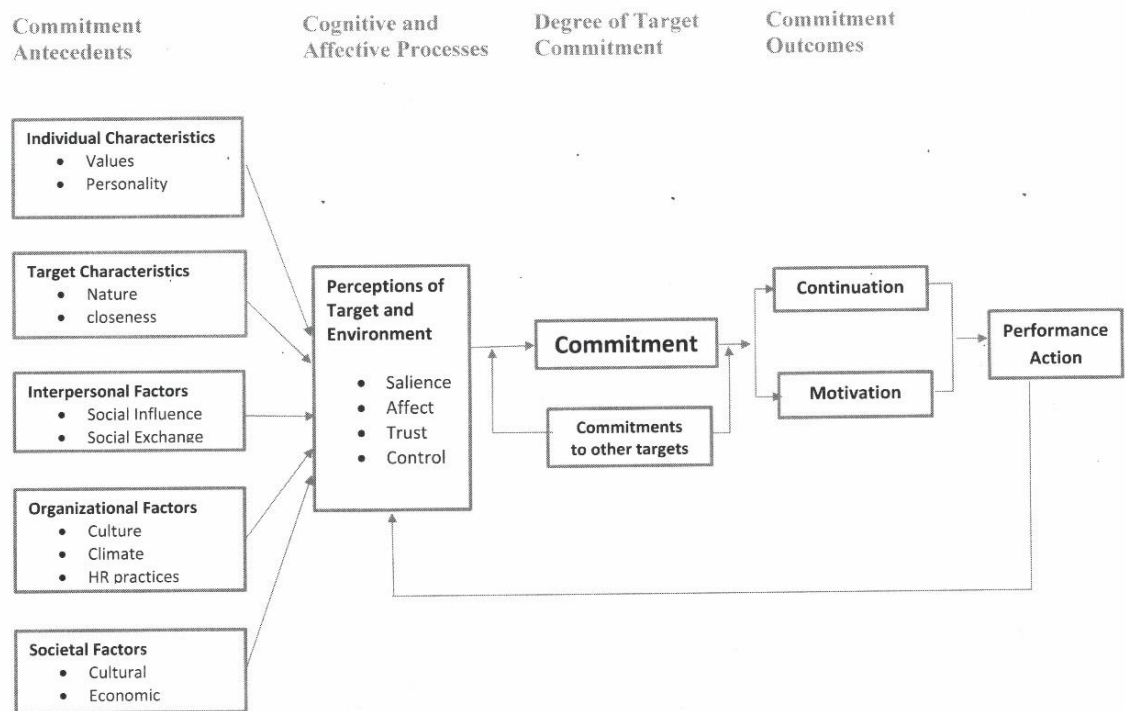 Commitment
Antecedents
Cognitive and
Affective Processes
Degree of Target
Commitment
Commitment
Outcomes
Individual Characteristics
• Values
• Personality
Target Characteristics
• Nature
• closeness
Interpersonal Factors
• Social Influence
• Social Exchange
Organizational Factors
• Culture
• Climate
• HR practices
Societal Factors
• Cultural
• Economic
Perceptions of
Target and
Environment
• Salience
• Affect
• Trust
• Control
Commitment
Commitments
to other targets
Continuation
Motivation
Performance
Action